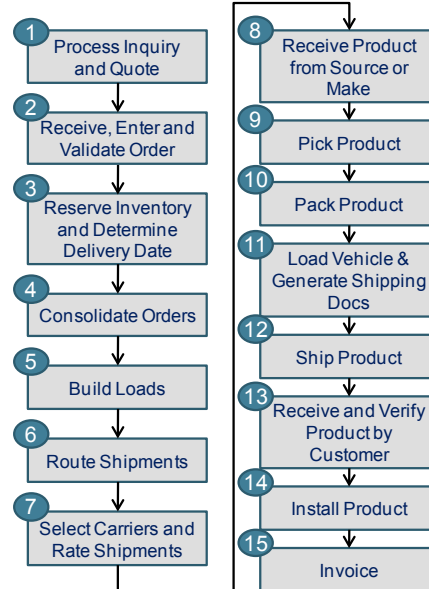 1
Process Inquiry
and Quote
2
Receive, Enter and
Validate Order
3
Reserve Inventory
and Determine
Delivery Date
4
Consolidate Orders
5
Build Loads
6
Route Shipments
7
Select Carriers and
Rate Shipments
8
Receive Product
from Source or
Make
9
Pick Product
10
Pack Product
11
Load Vehicle &
Generate Shipping
Docs
12
Ship Product
13
Receive and Verify
Product by
Customer
14
Install Product
15
Invoice